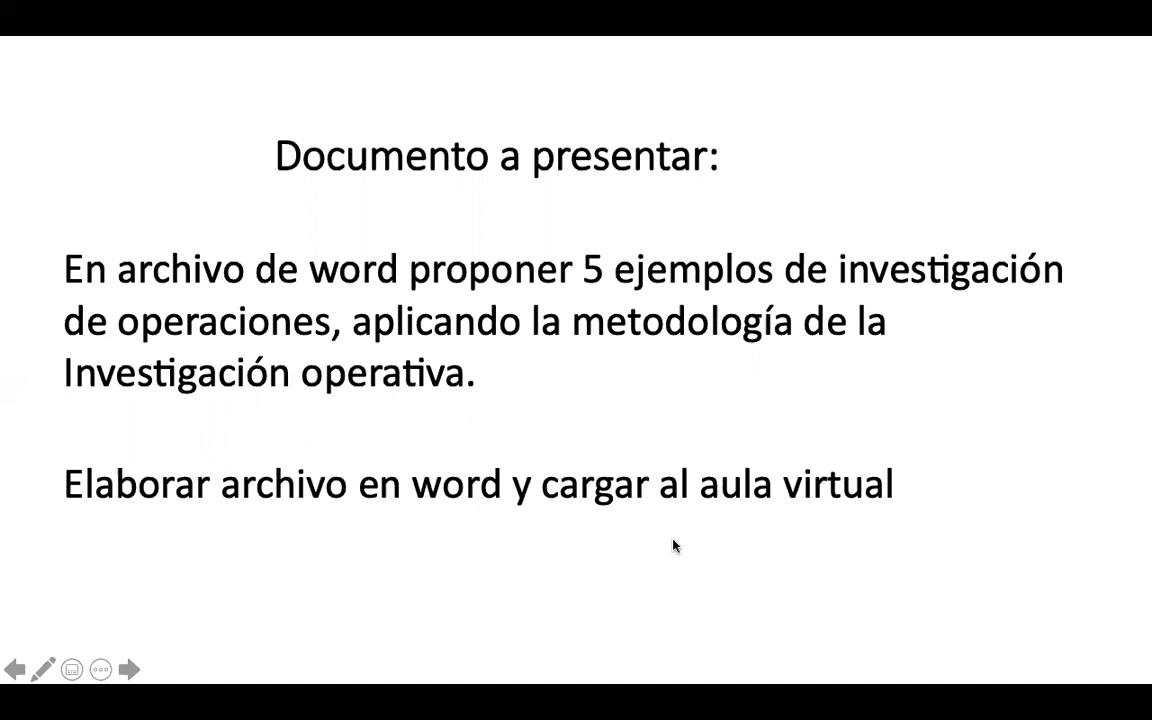 Documento a presentar:
En archivo de word proponer 5 ejemplos de investigación
de operaciones, aplicando la metodología de la
Investigación operativa.
Elaborar archivo en word y cargar al aula virtual